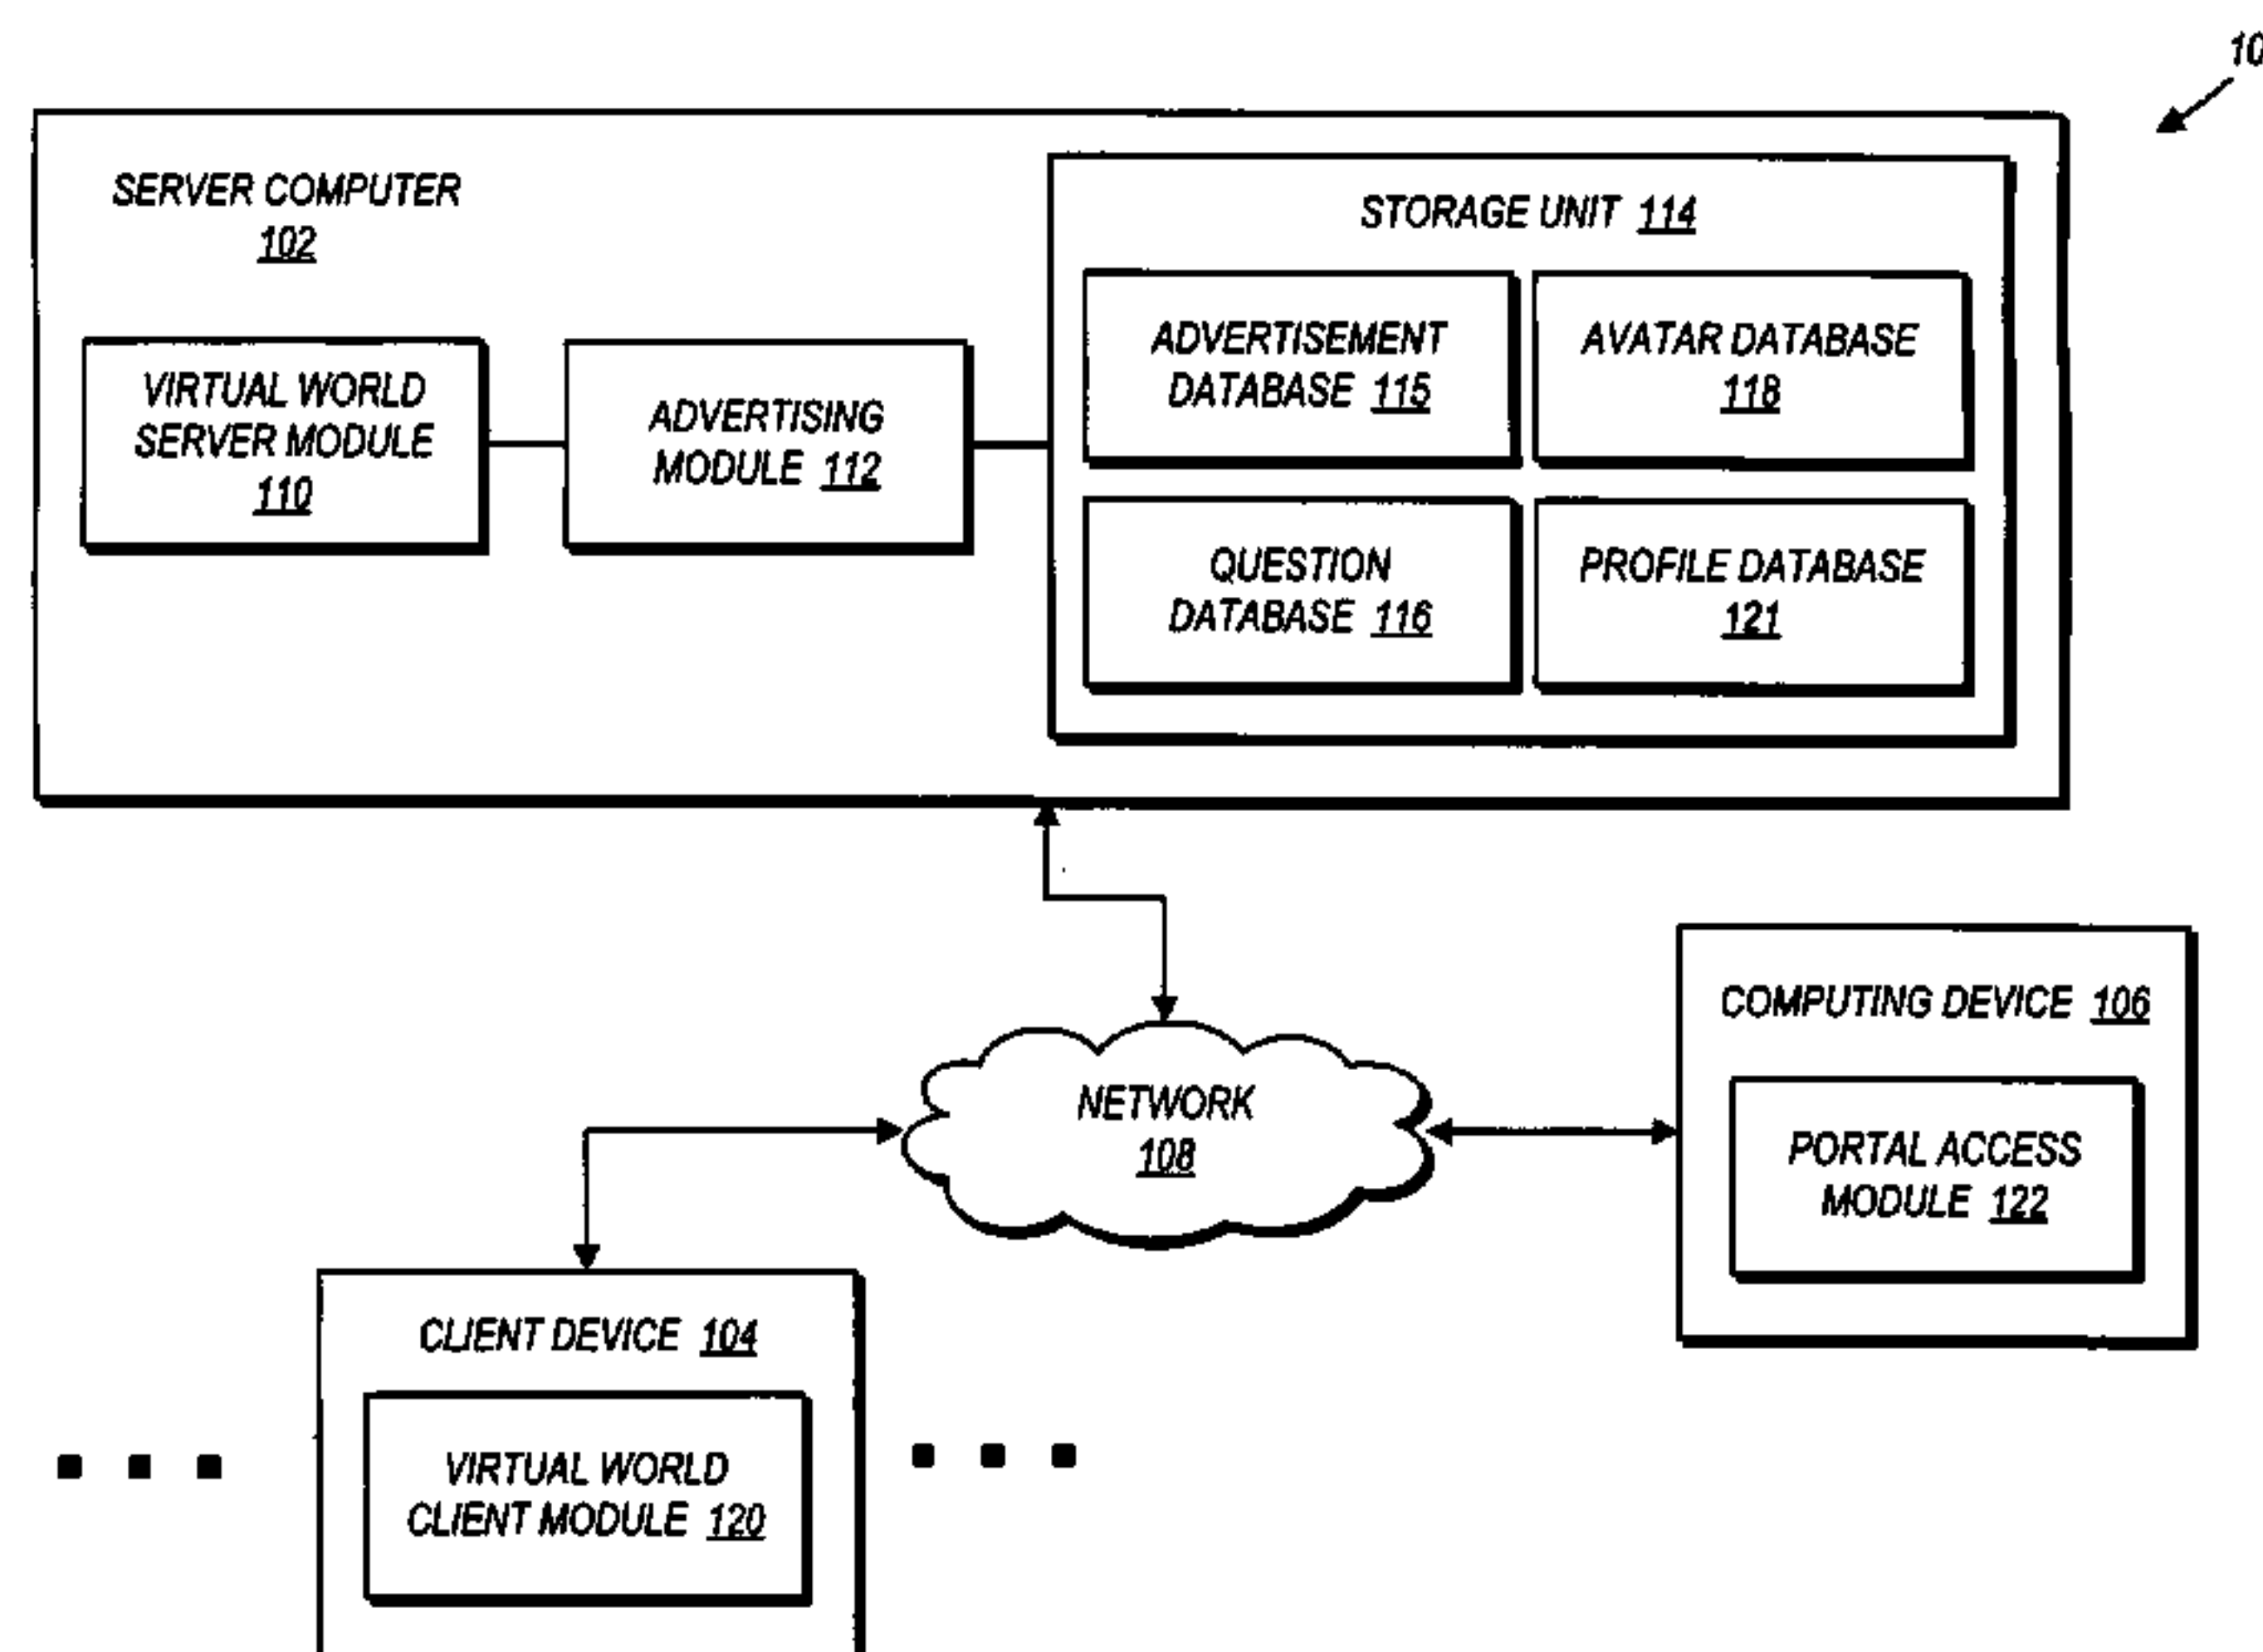 10
SERVER COMPUTER
102
STORAGE UNIT 114
ADVERTISEMENT
DATABASE 115
AVATAR DATABASE
118
VIRTUAL WORLD
SERVER MODULE
110
ADVERTISING
MODULE 112
QUESTION
DATABASE 116
PROFILE DATABASE
121
COMPUTING DEVICE 106
NETWORK
108
PORTAL ACCESS
MODULE 122
CLIENT DEVICE 104
VIRTUAL WORLD
CLIENT MODULE 120